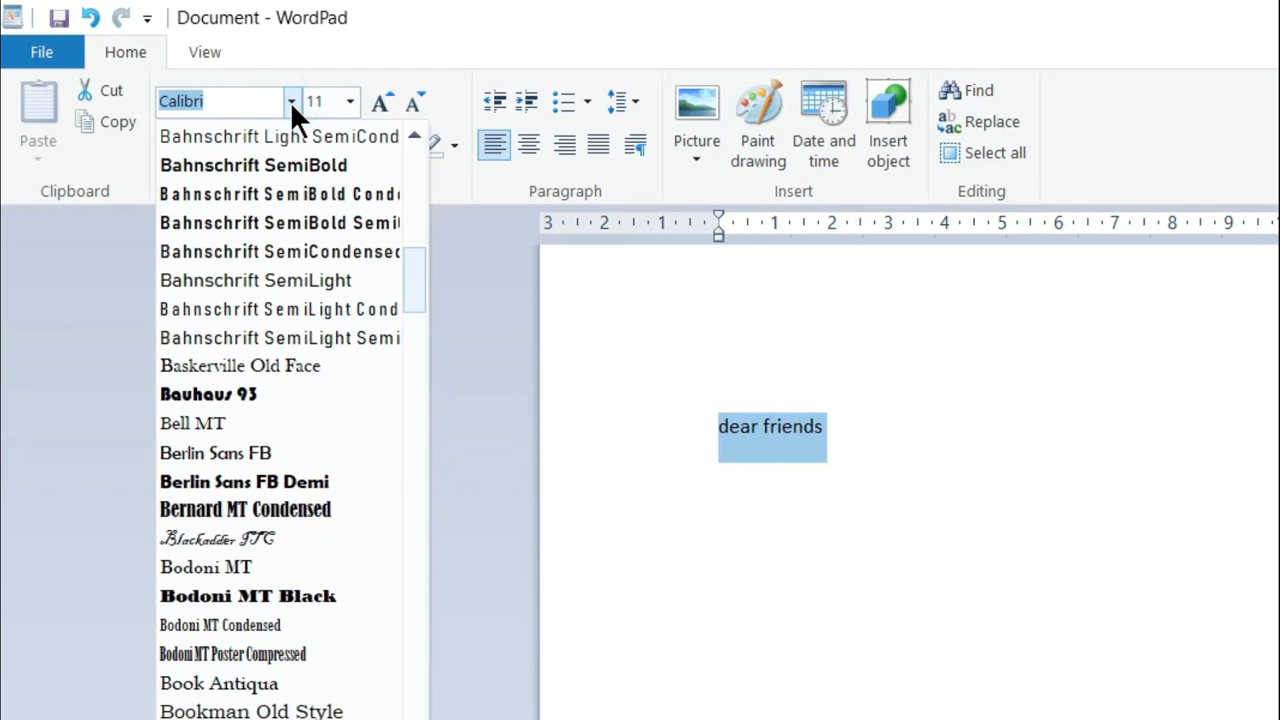 Document - WordPad
File Home View
Cut
Copy
Paste
Clipboard
Calibri 11
Paragraph
Picture
Paint drawing
Date and time
Insert object
Insert
Find
Replace
Select all
Editing
Bahnschrift Light SemiCond
Bahnschrift SemiBold
Bahnschrift SemiBold Cond
Bahnschrift SemiBold Semi
Bahnschrift SemiCondensed
Bahnschrift SemiLight
Bahnschrift SemiLight Cond
Bahnschrift SemiLight Semi
Baskerville Old Face
Bauhaus 93
Bell MT
Berlin Sans FB
Berlin Sans FB Demi
Bernard MT Condensed
Blackadder ITC
Bodoni MT
Bodoni MT Black
Bodoni MT Condensed
Bodoni MT Poster Compressed
Book Antiqua
Bookman Old Style
3 2 1 1 2 3 4 5 6 7 8 9
dear friends